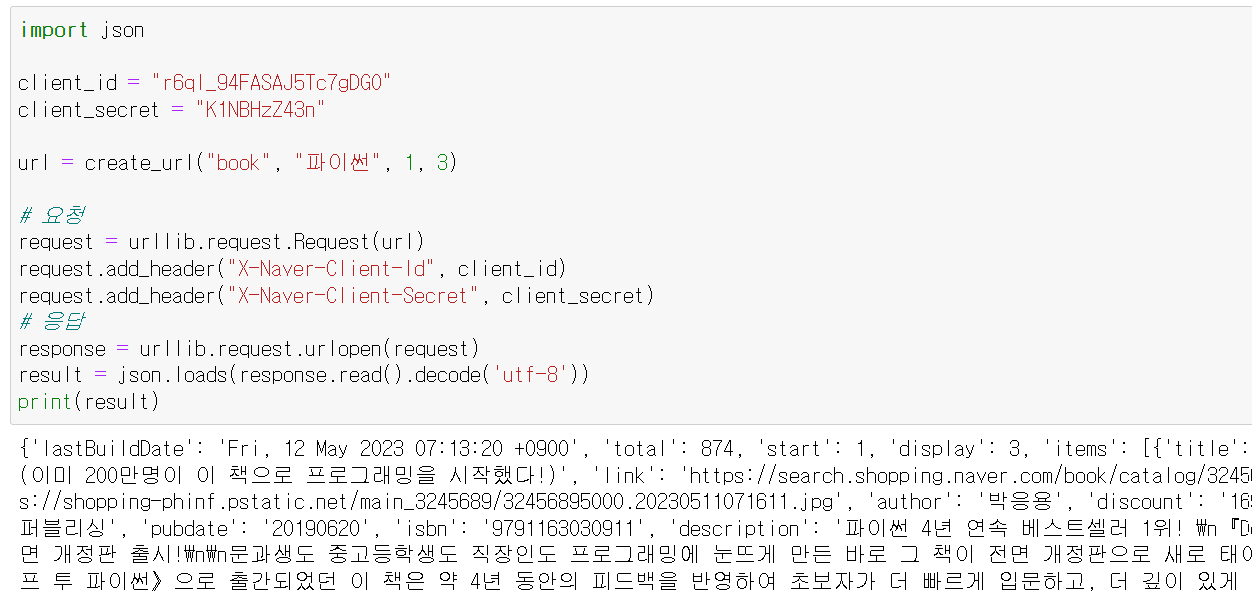 import json
client_id = "r6ql_94FASAJ5Tc7gDG0"
client_secret = "K1NBHzZ43n"
url = create_url("book", "파이썬", 1, 3)
# 요청
request = urllib.request.Request(url)
request.add_header("X-Naver-Client-Id", client_id)
request.add_header("X-Naver-Client-Secret", client_secret)
# 응답
response = urllib.request.urlopen(request)
result = json.loads(response.read().decode('utf-8'))
print(result)
{'lastBuildDate': 'Fri, 12 May 2023 07:13:20 +0900', 'total': 874, 'start': 1, 'display': 3, 'items': [{'title':
(이미 200만명이 이 책으로 프로그래밍을 시작했다!)', 'link': 'https://search.shopping.naver.com/book/catalog/3245
s://shopping-phinf.pstatic.net/main_3245689/32456895000.20230511071611.jpg', 'author': '박응용', 'discount': '16
퍼블리싱', 'pubdate': '20190620', 'isbn': '9791163030911', 'description': '파이썬 4년 연속 베스트셀러 1위! ₩n『D
면 개정판 출시!₩n₩n문과생도 중고등학생도 직장인도 프로그래밍에 눈뜨게 만든 바로 그 책이 전면 개정판으로 새로 태어
프 투 파이썬》으로 출간되었던 이 책은 약 4년 동안의 피드백을 반영하여 초보자가 더 빠르게 입문하고, 더 깊이 있게